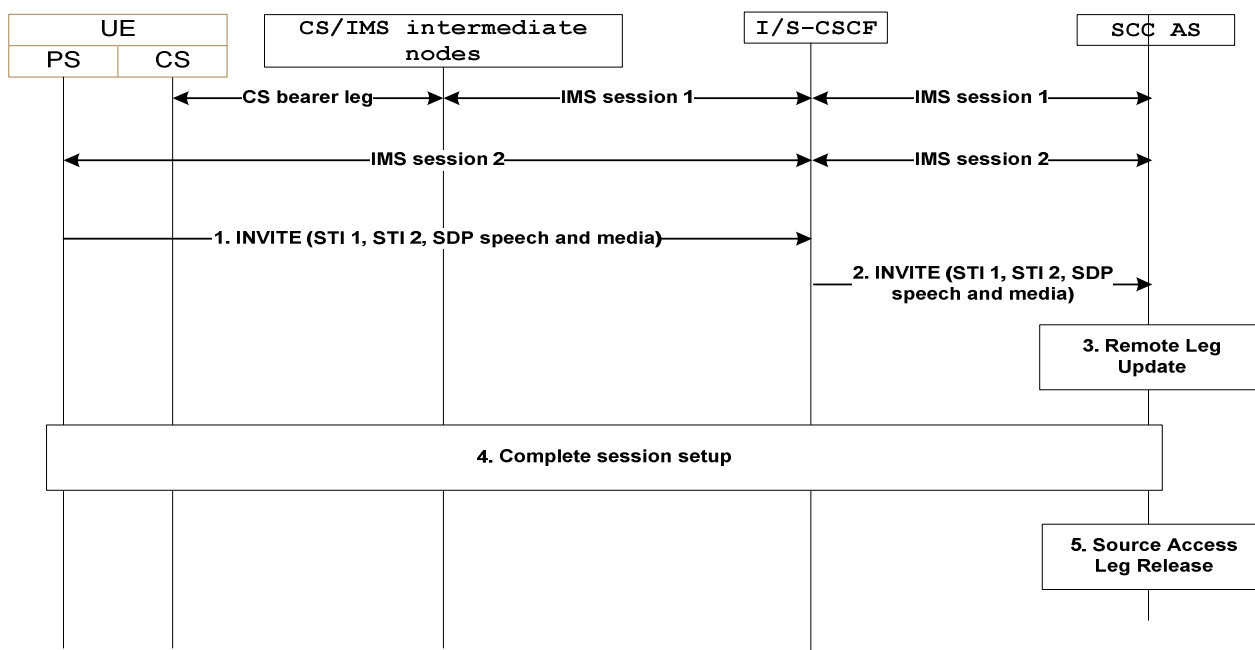 UE
PS CS
CS/IMS intermediate
nodes
I/S-CSCF
SCC AS
CS bearer leg
IMS session 1
IMS session 1
IMS session 2
IMS session 2
1. INVITE (STI 1, STI 2, SDP speech and media)
2. INVITE (STI 1, STI 2, SDP
speech and media)
3. Remote Leg
Update
4. Complete session setup
5. Source Access
Leg Release